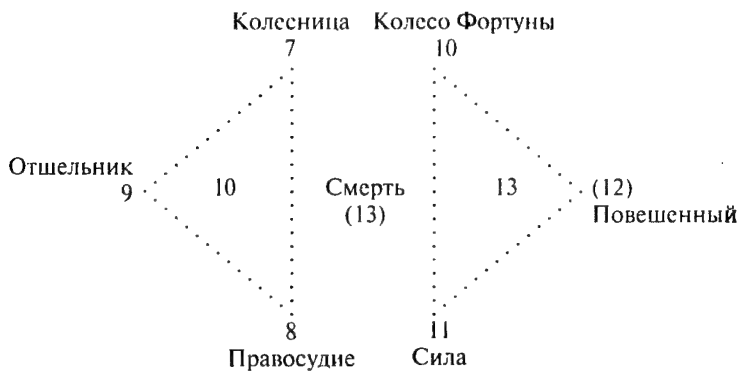 Колесница Колесо Фортуны
7 10
Отшельник
9 10 Смерть 13 (12)
(13) Повешенный
8 11
Правосудие Сила